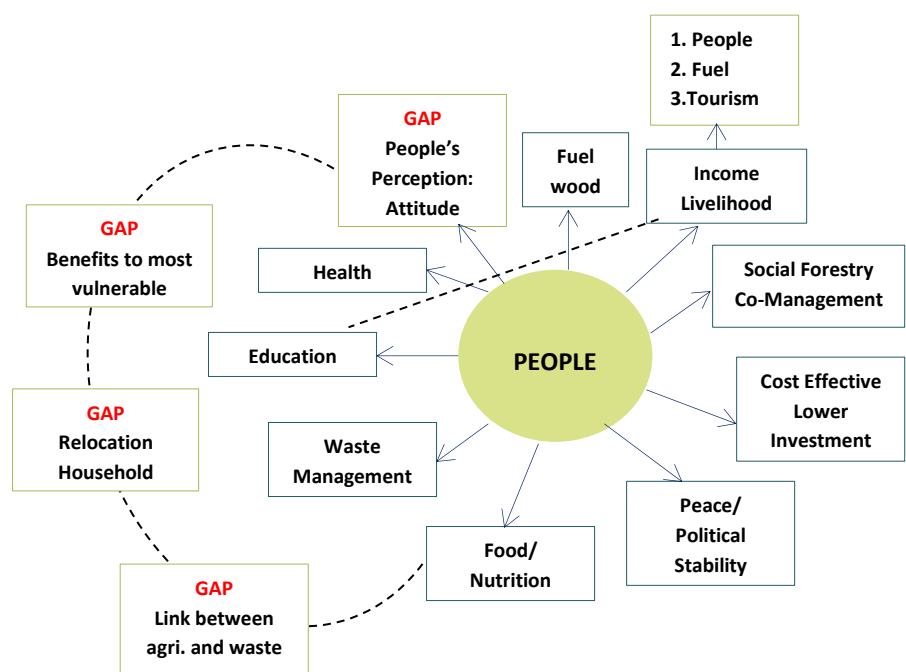 1. People
2. Fuel
3.Tourism
GAP
People’s
Perception:
Attitude
Fuel
wood
Income
Livelihood
GAP
Benefits to most
vulnerable
Health
Social Forestry
Co-Management
Education
PEOPLE
Cost Effective
Lower
Investment
GAP
Relocation
Household
Waste
Management
Peace/
Political
Stability
Food/
Nutrition
GAP
Link between
agri. and waste